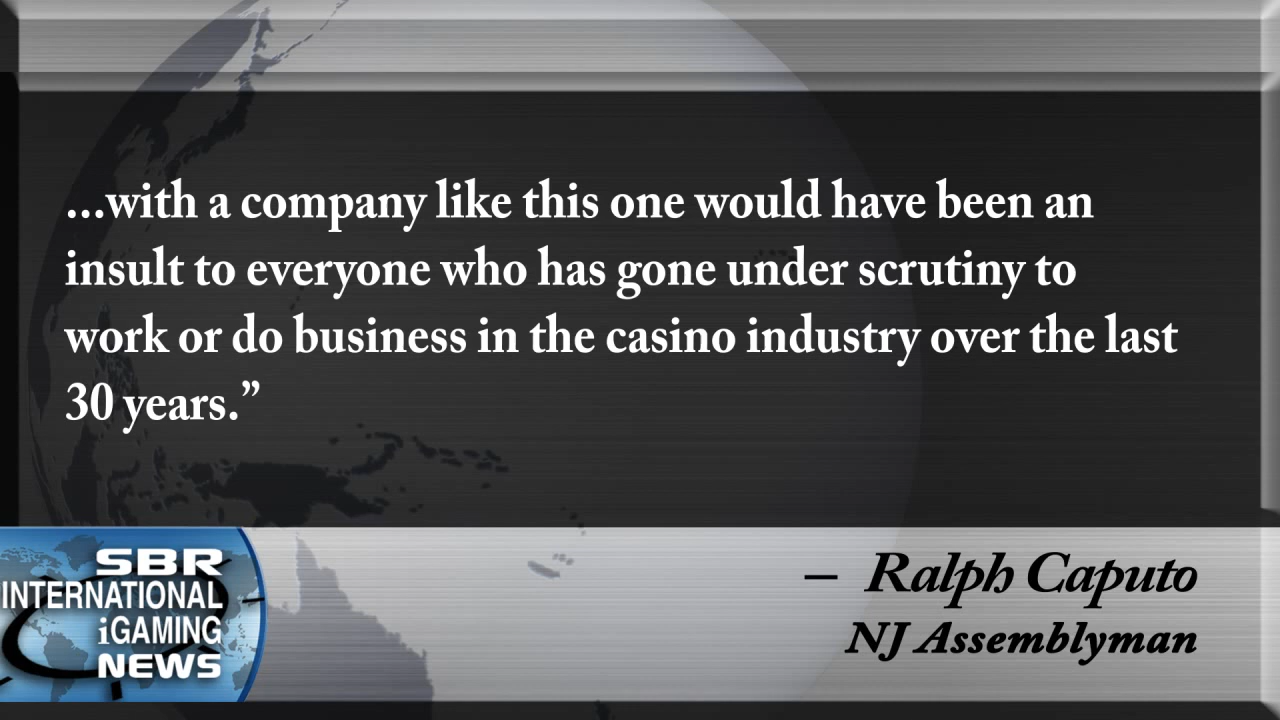 ...with a company like this one would have been an
insult to everyone who has gone under scrutiny to
work or do business in the casino industry over the last
30 years.”
– Ralph Caputo
NJ Assemblyman
SBR
INTERNATIONAL
iGAMING
NEWS